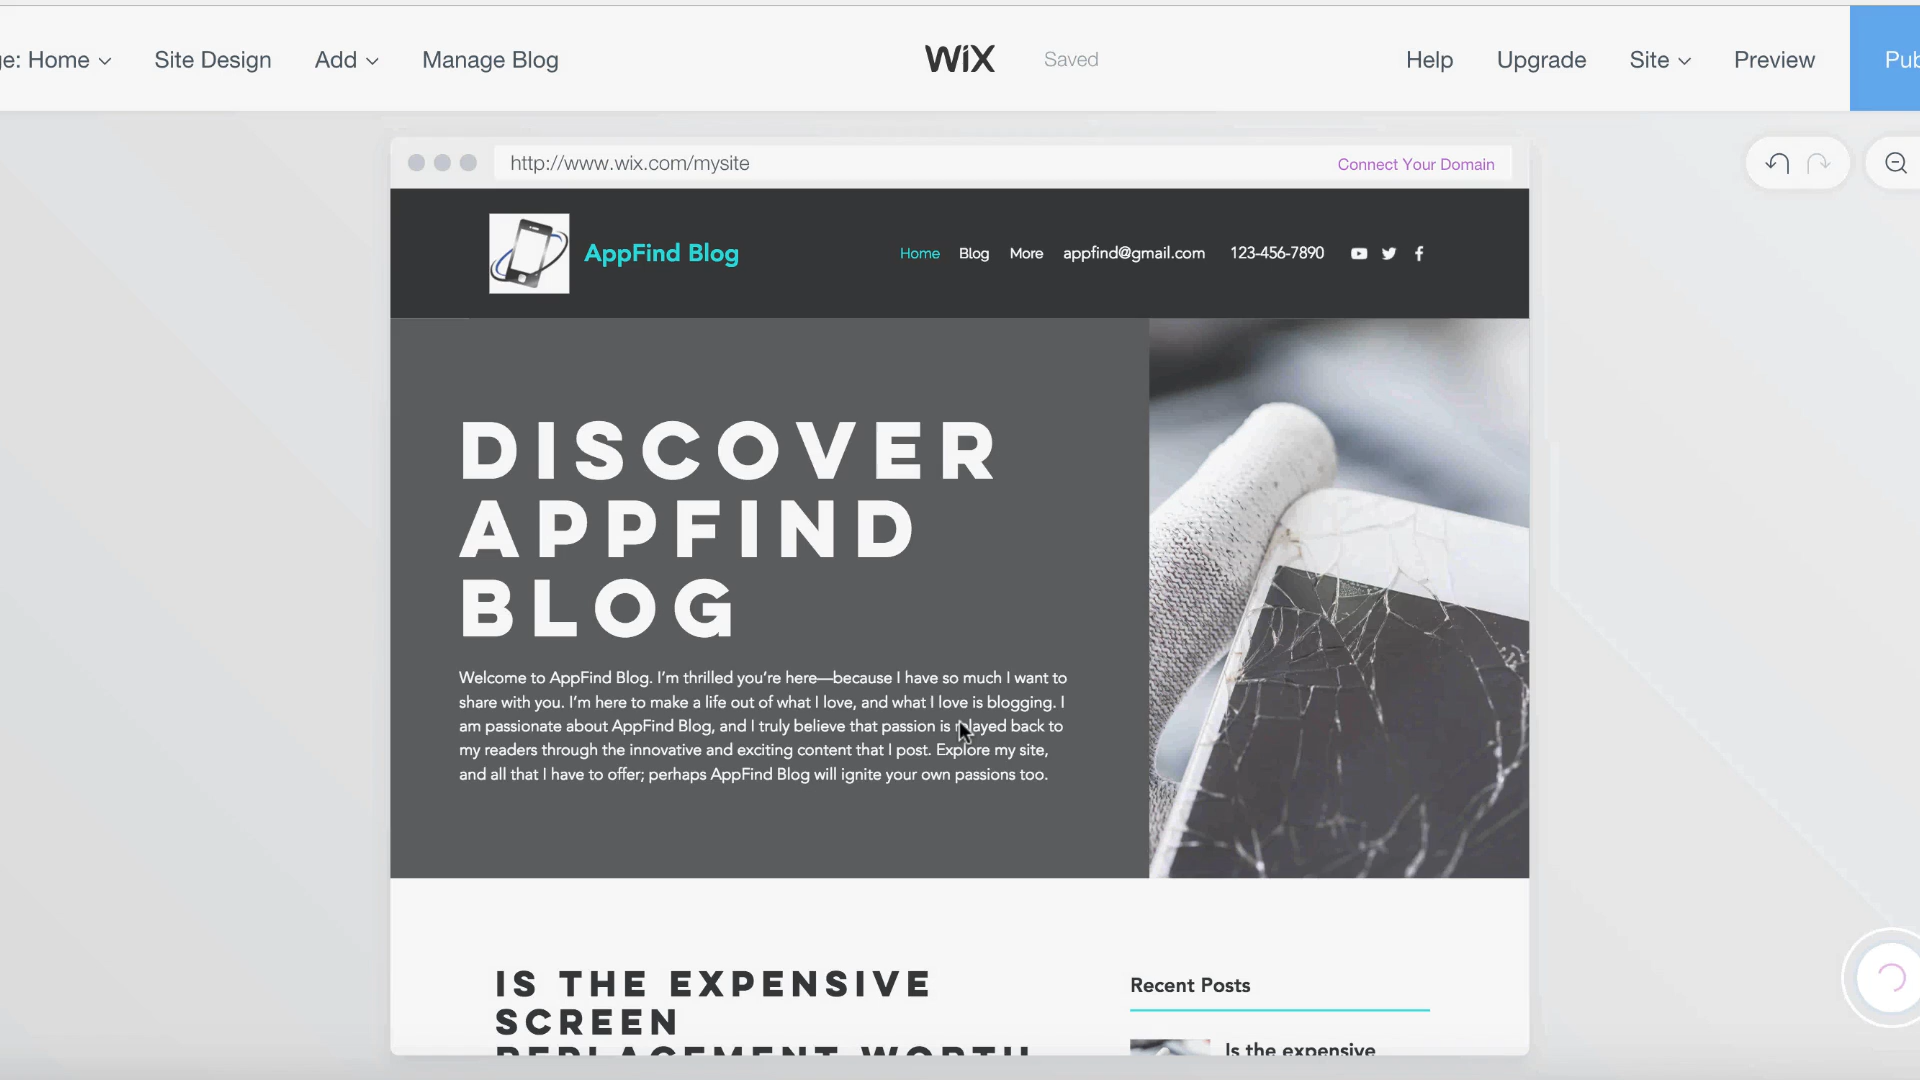 ge: Home
Site Design
Add
Manage Blog
WiX
Saved
Help
Upgrade
Site
Preview
Pub
http://www.wix.com/mysite
Connect Your Domain
AppFind Blog
Home
Blog
More
appfind@gmail.com
123-456-7890
DISCOVER
APPFIND
BLOG
Welcome to AppFind Blog. I'm thrilled you're here—because I have so much I want to
share with you. I'm here to make a life out of what I love, and what I love is blogging. I
am passionate about AppFind Blog, and I truly believe that passion is relayed back to
my readers through the innovative and exciting content that I post. Explore my site,
and all that I have to offer; perhaps AppFind Blog will ignite your own passions too.
IS THE EXPENSIVE
SCREEN
REPLACEMENT WORTH
Recent Posts
Is the expensive